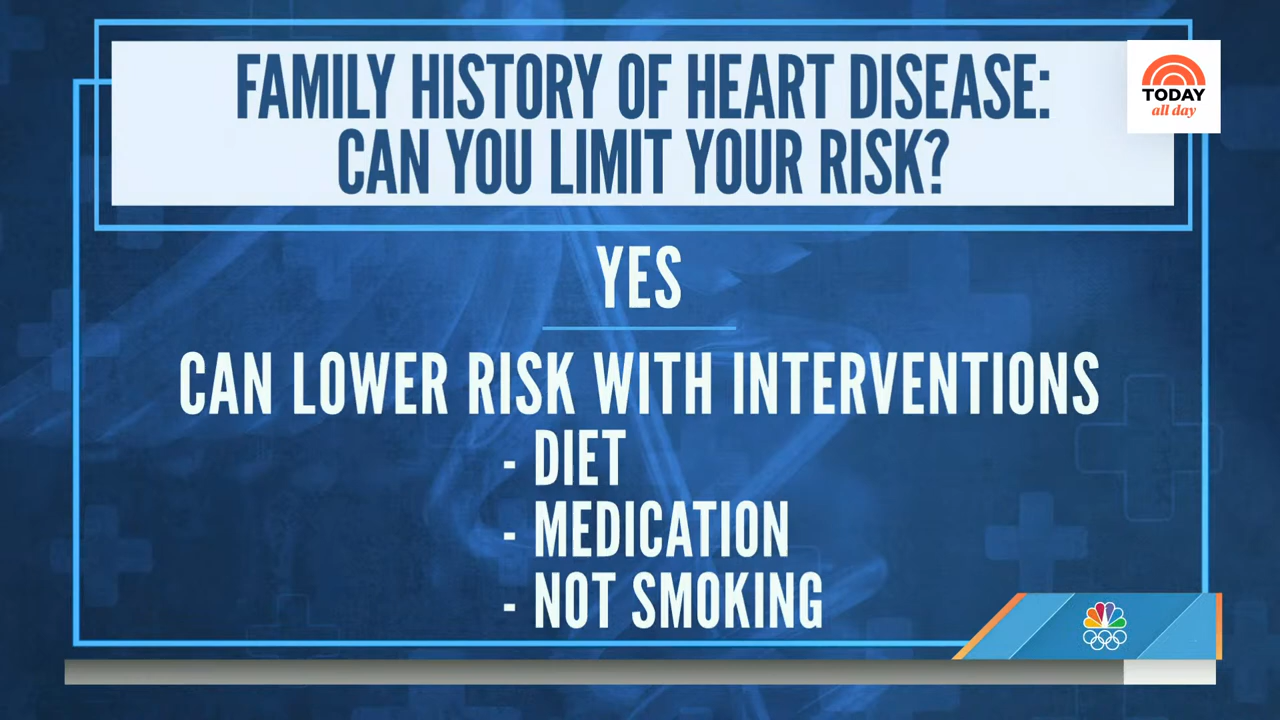 FAMILY HISTORY OF HEART DISEASE:
CAN YOU LIMIT YOUR RISK?
TODAY
all day
YES
CAN LOWER RISK WITH INTERVENTIONS
- DIET
- MEDICATION
- NOT SMOKING